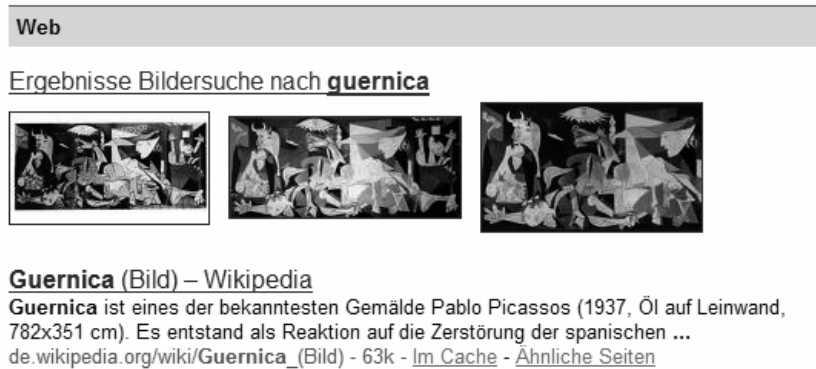 Web
Ergebnisse Bildersuche nach guernica
Guernica (Bild) – Wikipedia
Guernica ist eines der bekanntesten Gemälde Pablo Picassos (1937, Öl auf Leinwand,
782x351 cm). Es entstand als Reaktion auf die Zerstörung der spanischen ...
de.wikipedia.org/wiki/Guernica_(Bild) - 63k - Im Cache - Ähnliche Seiten